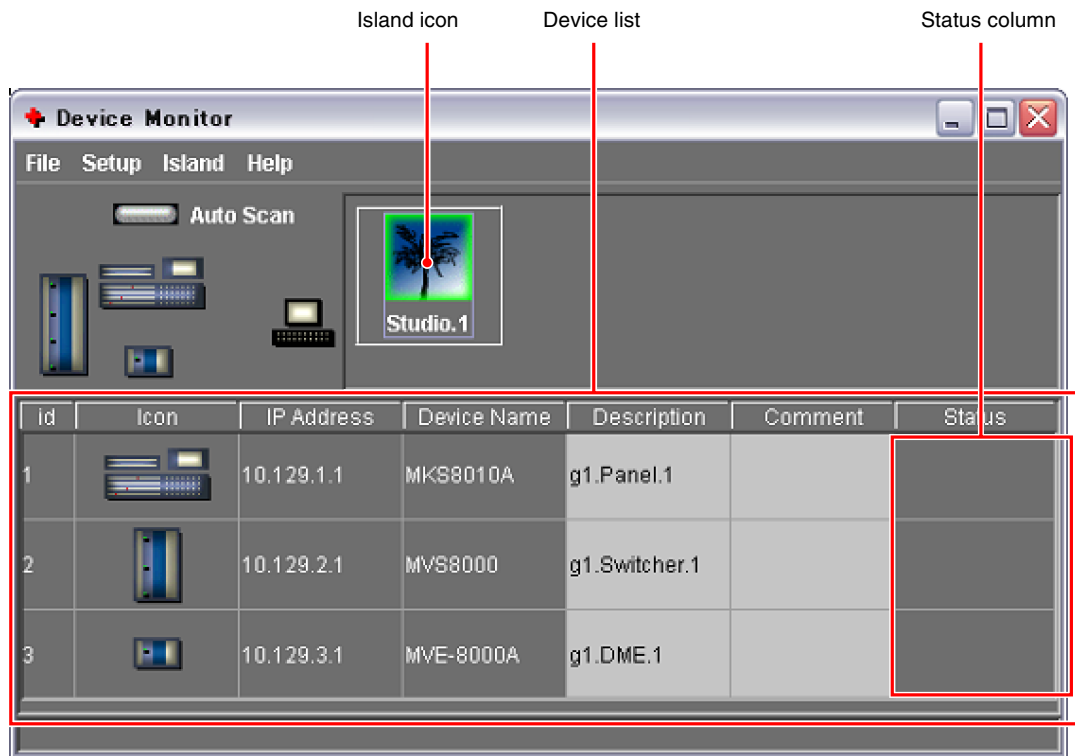 Island icon Device list Status column
Device Monitor
File Setup Island Help
Auto Scan
Studio.1
id Icon IP Address Device Name Description Comment Status
1 10.129.1.1 MKS8010A g1.Panel.1
2 10.129.2.1 MVS8000 g1.Switcher.1
3 10.129.3.1 MVE-8000A g1.DME.1